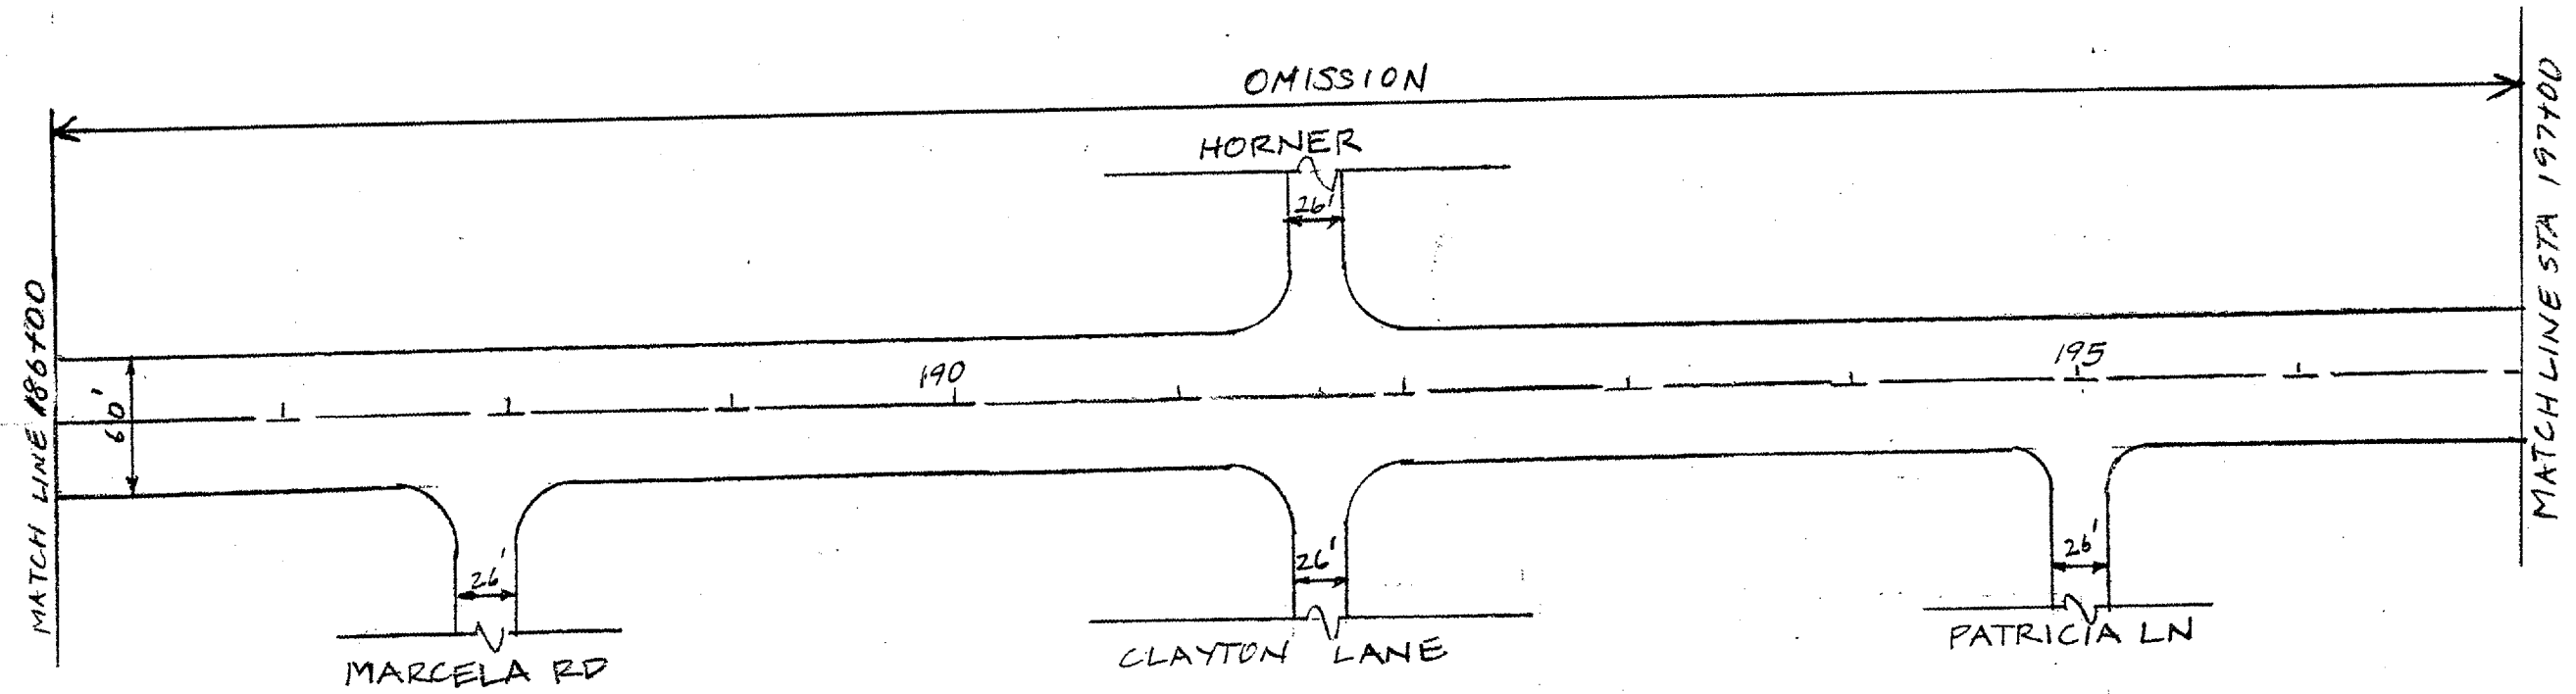 OMISSION
HORNER
26'
MATCH LINE 186+00
60'
190
195
MATCH LINE STA 197+00
26'
26'
26'
MARCELA RD
CLAYTON LANE
PATRICIA LN